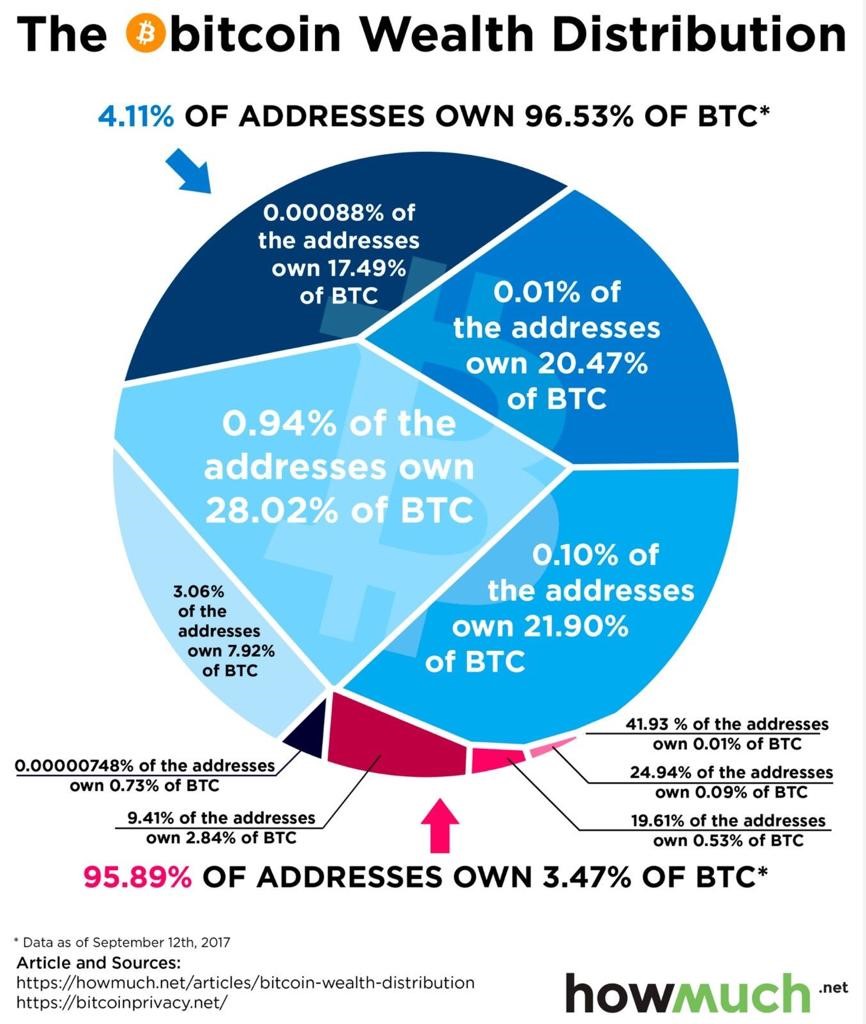 The bitcoin Wealth Distribution
4.11% OF ADDRESSES OWN 96.53% OF BTC*
0.00088% of
the addresses
own 17.49%
of BTC
0.01% of
the addresses
own 20.47%
of BTC
0.94% of the
addresses own
28.02% of BTC
0.10% of
the addresses
own 21.90%
of BTC
3.06%
of the
addresses
own 7.92%
of BTC
41.93 % of the addresses
own 0.01% of BTC
0.00000748% of the addresses
own 0.73% of BTC
24.94% of the addresses
own 0.09% of BTC
9.41% of the addresses
own 2.84% of BTC
19.61% of the addresses
own 0.53% of BTC
95.89% OF ADDRESSES OWN 3.47% OF BTC*
* Data as of September 12th, 2017
Article and Sources:
https://howmuch.net/articles/bitcoin-wealth-distribution
https://bitcoinprivacy.net/
howmuch.net